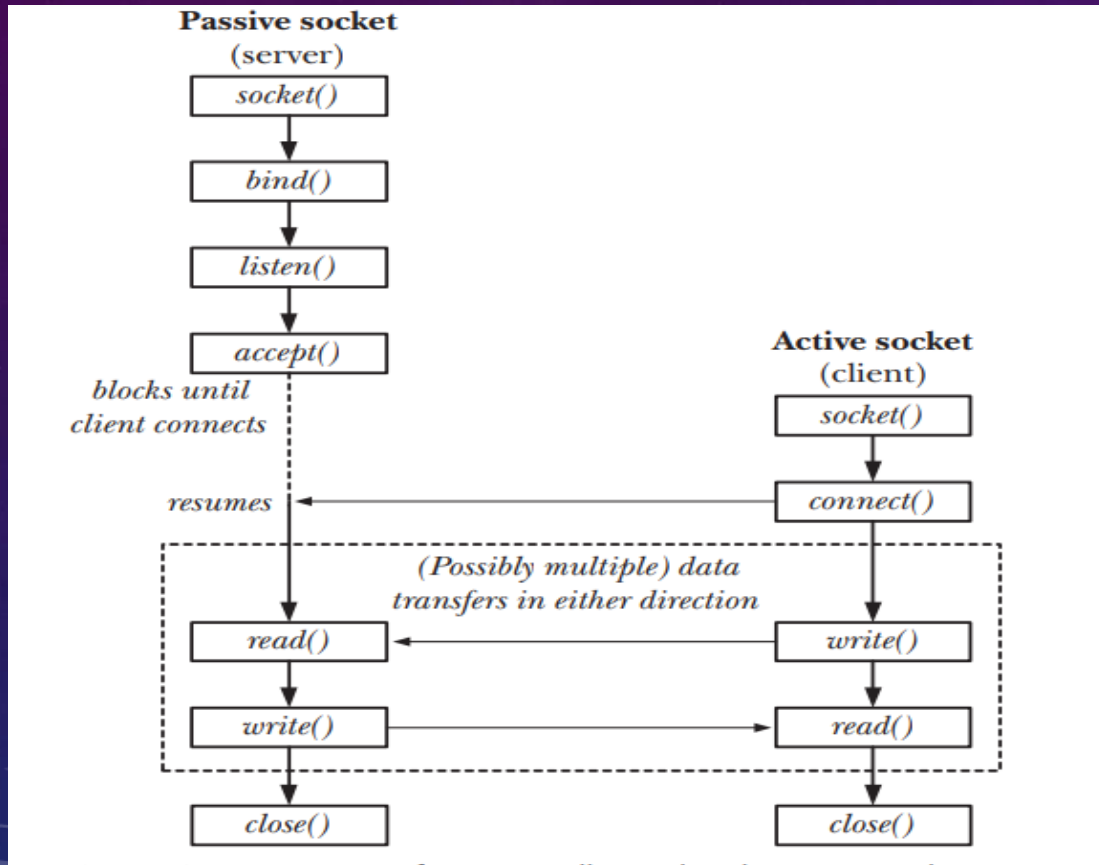 Passive socket
(server)
socket()
bind()
listen()
accept()
blocks until
client connects
resumes
Active socket
(client)
socket()
connect()
(Possibly multiple) data
transfers in either direction
read()
write()
write()
read()
close()
close()